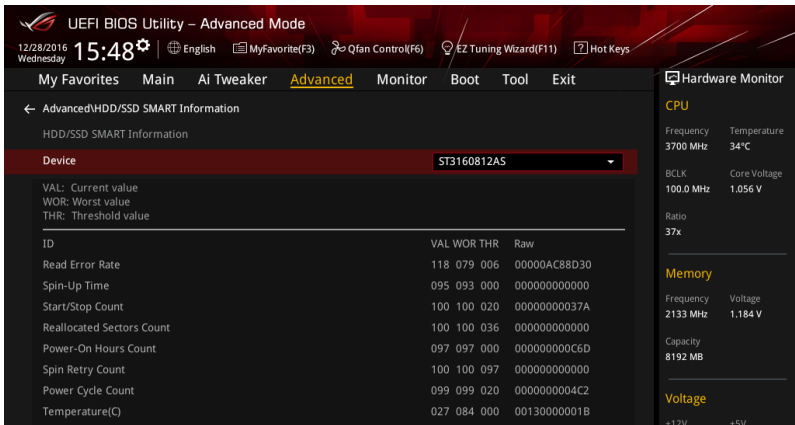 UEFI BIOS Utility – Advanced Mode
12/28/2016 Wednesday 15:48 English MyFavorite(F3) Qfan Control(F6) EZ Tuning Wizard(F11) ? Hot Keys
My Favorites Main Ai Tweaker Advanced Monitor Boot Tool Exit
Advanced\HDD/SSD SMART Information
HDD/SSD SMART Information
Device ST3160812AS
VAL: Current value
WOR: Worst value
THR: Threshold value
ID VAL WOR THR Raw
Read Error Rate 118 079 006 00000AC88D30
Spin-Up Time 095 093 000 000000000000
Start/Stop Count 100 100 020 00000000037A
Reallocated Sectors Count 100 100 036 000000000000
Power-On Hours Count 097 097 000 000000000C6D
Spin Retry Count 100 100 097 000000000000
Power Cycle Count 099 099 020 0000000004C2
Temperature(C) 027 084 000 00130000001B
Hardware Monitor
CPU
Frequency Temperature
3700 MHz 34°C
BCLK Core Voltage
100.0 MHz 1.056 V
Ratio
37x
Memory
Frequency Voltage
2133 MHz 1.184 V
Capacity
8192 MB
Voltage
+12V +5V